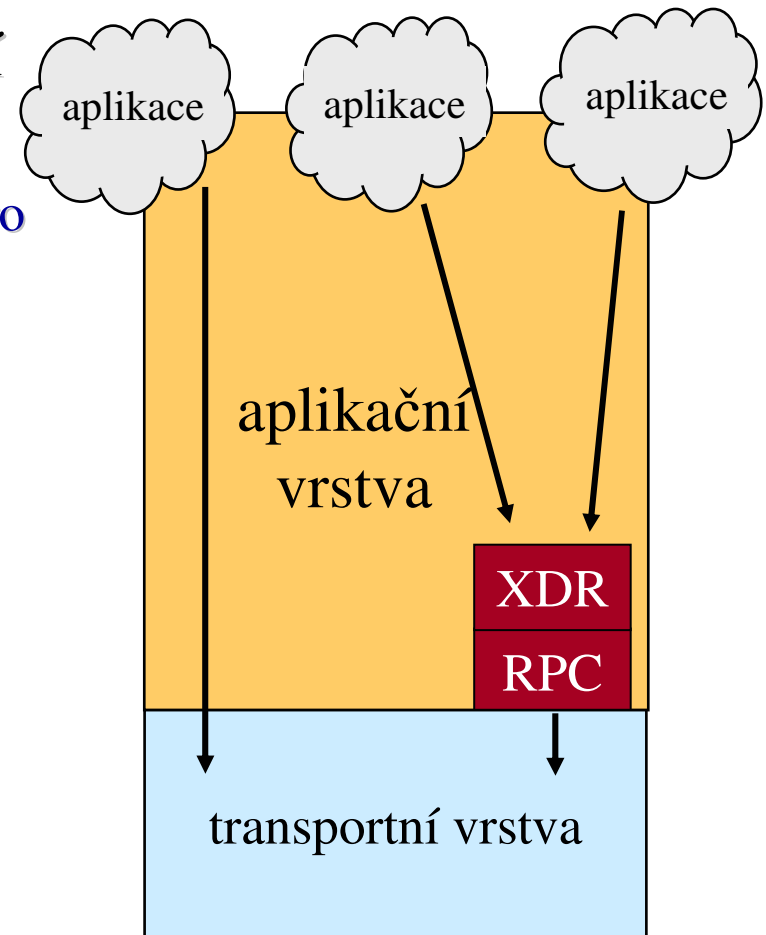 aplikace
aplikace
aplikace
o
aplikační
vrstva
XDR
RPC
transportní vrstva